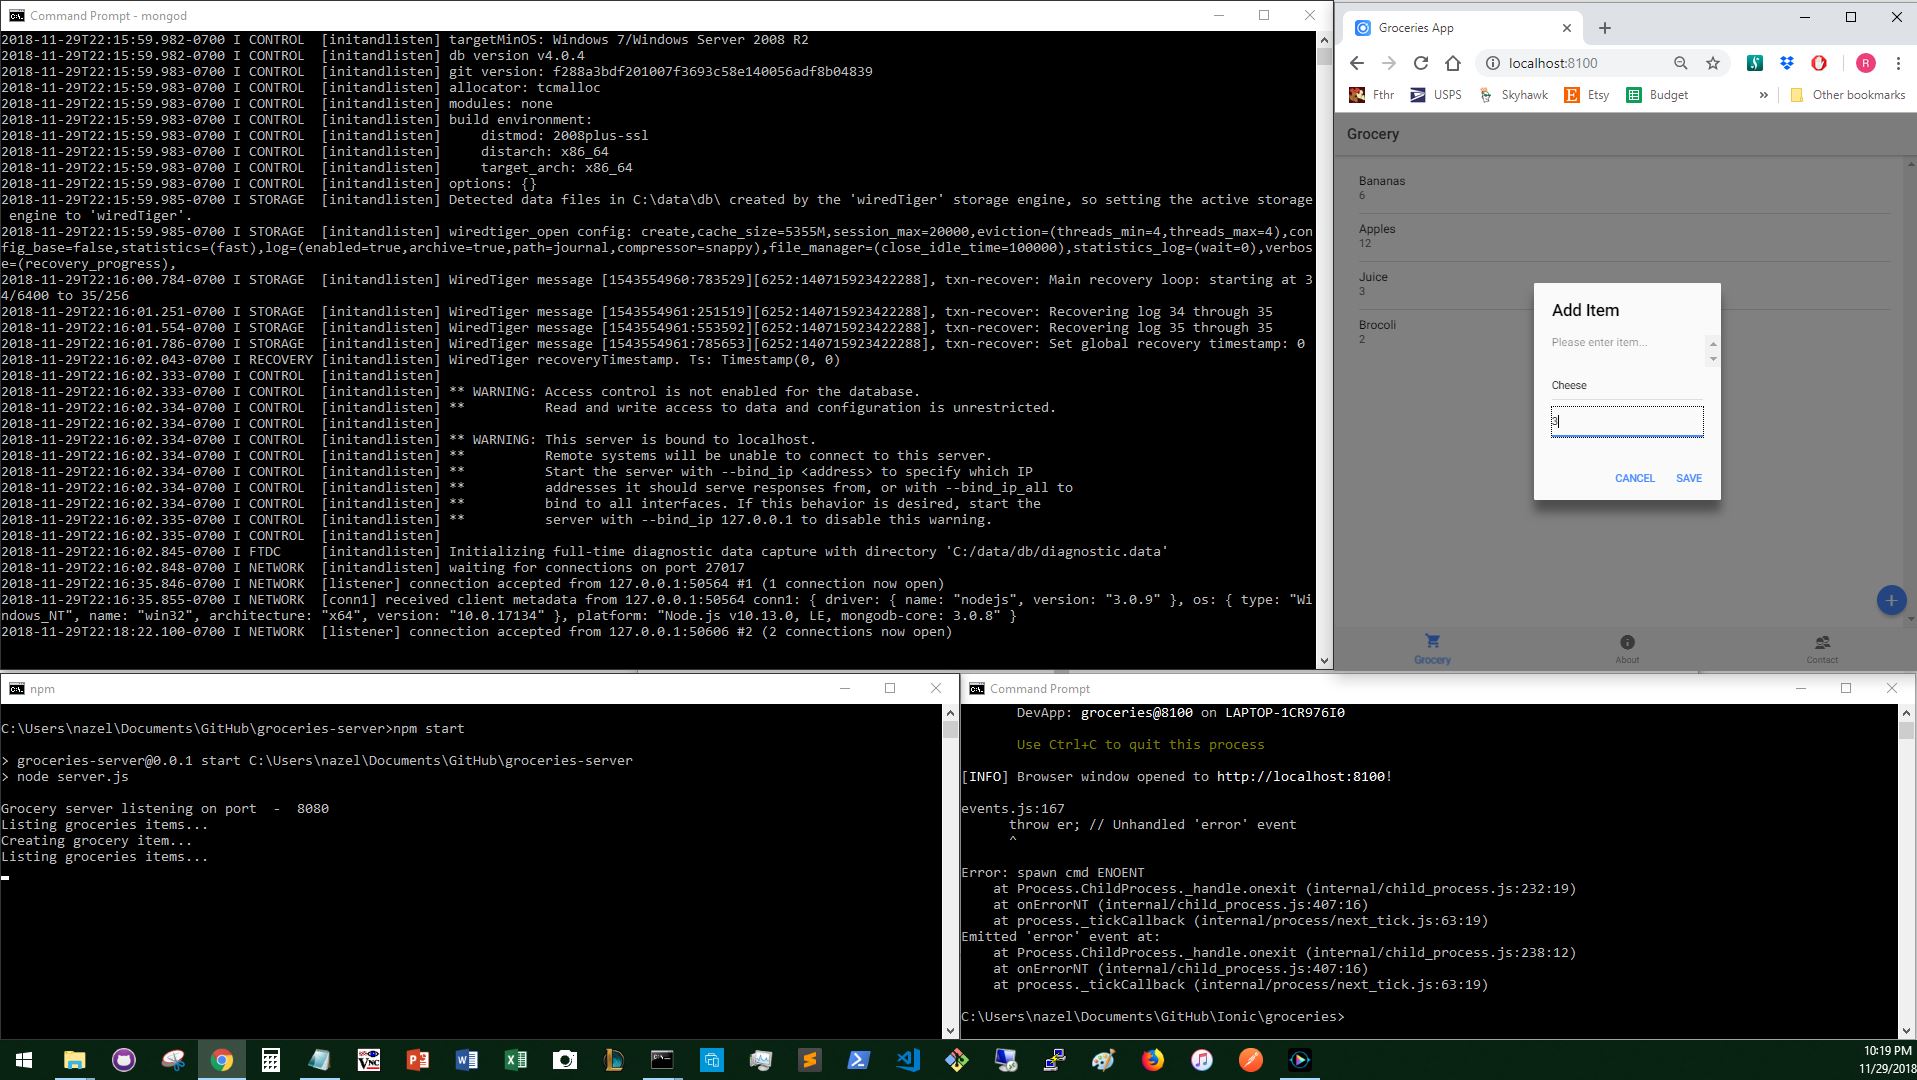 Command Prompt - mongod
2018-11-29T22:15:59.982-0700 I CONTROL  [initandlisten] targetMinOS: Windows 7/Windows Server 2008 R2
2018-11-29T22:15:59.982-0700 I CONTROL  [initandlisten] db version v4.0.4
2018-11-29T22:15:59.983-0700 I CONTROL  [initandlisten] git version: f288a3bdf201007f3693c58e140056adf8b04839
2018-11-29T22:15:59.983-0700 I CONTROL  [initandlisten] allocator: tcmalloc
2018-11-29T22:15:59.983-0700 I CONTROL  [initandlisten] modules: none
2018-11-29T22:15:59.983-0700 I CONTROL  [initandlisten] build environment:
2018-11-29T22:15:59.983-0700 I CONTROL  [initandlisten]     distmod: 2008plus-ssl
2018-11-29T22:15:59.983-0700 I CONTROL  [initandlisten]     distarch: x86_64
2018-11-29T22:15:59.983-0700 I CONTROL  [initandlisten]     target_arch: x86_64
2018-11-29T22:15:59.983-0700 I CONTROL  [initandlisten] options: {}
2018-11-29T22:15:59.985-0700 I STORAGE  [initandlisten] Detected data files in C:\data\db\ created by the 'wiredTiger' storage engine, so setting the active storage
 engine to 'wiredTiger'.
2018-11-29T22:15:59.985-0700 I STORAGE  [initandlisten] wiredtiger_open config: create,cache_size=5355M,session_max=20000,eviction=(threads_min=4,threads_max=4),con
fig_base=false,statistics=(fast),log=(enabled=true,archive=true,path=journal,compressor=snappy),file_manager=(close_idle_time=100000),statistics_log=(wait=0),verbos
e=(recovery_progress),
2018-11-29T22:16:00.784-0700 I STORAGE  [initandlisten] WiredTiger message [1543554960:783529][6252:140715923422288], txn-recover: Main recovery loop: starting at 3
4/6400 to 35/256
2018-11-29T22:16:01.251-0700 I STORAGE  [initandlisten] WiredTiger message [1543554961:251519][6252:140715923422288], txn-recover: Recovering log 34 through 35
2018-11-29T22:16:01.554-0700 I STORAGE  [initandlisten] WiredTiger message [1543554961:553592][6252:140715923422288], txn-recover: Recovering log 35 through 35
2018-11-29T22:16:01.786-0700 I STORAGE  [initandlisten] WiredTiger message [1543554961:785653][6252:140715923422288], txn-recover: Set global recovery timestamp: 0
2018-11-29T22:16:02.043-0700 I RECOVERY [initandlisten] WiredTiger recoveryTimestamp. Ts: Timestamp(0, 0)
2018-11-29T22:16:02.333-0700 I CONTROL  [initandlisten]
2018-11-29T22:16:02.333-0700 I CONTROL  [initandlisten] ** WARNING: Access control is not enabled for the database.
2018-11-29T22:16:02.334-0700 I CONTROL  [initandlisten] **          Read and write access to data and configuration is unrestricted.
2018-11-29T22:16:02.334-0700 I CONTROL  [initandlisten]
2018-11-29T22:16:02.334-0700 I CONTROL  [initandlisten] ** WARNING: This server is bound to localhost.
2018-11-29T22:16:02.334-0700 I CONTROL  [initandlisten] **          Remote systems will be unable to connect to this server.
2018-11-29T22:16:02.334-0700 I CONTROL  [initandlisten] **          Start the server with --bind_ip <address> to specify which IP
2018-11-29T22:16:02.334-0700 I CONTROL  [initandlisten] **          addresses it should serve responses from, or with --bind_ip_all to
2018-11-29T22:16:02.334-0700 I CONTROL  [initandlisten] **          bind to all interfaces. If this behavior is desired, start the
2018-11-29T22:16:02.335-0700 I CONTROL  [initandlisten] **          server with --bind_ip 127.0.0.1 to disable this warning.
2018-11-29T22:16:02.335-0700 I CONTROL  [initandlisten]
2018-11-29T22:16:02.845-0700 I FTDC     [initandlisten] Initializing full-time diagnostic data capture with directory 'C:/data/db/diagnostic.data'
2018-11-29T22:16:02.848-0700 I NETWORK  [initandlisten] waiting for connections on port 27017
2018-11-29T22:16:35.846-0700 I NETWORK  [listener] connection accepted from 127.0.0.1:50564 #1 (1 connection now open)
2018-11-29T22:16:35.855-0700 I NETWORK  [conn1] received client metadata from 127.0.0.1:50564 conn1: { driver: { name: "nodejs", version: "3.0.9" }, os: { type: "Wi
ndows_NT", name: "win32", architecture: "x64", version: "10.0.17134" }, platform: "Node.js v10.13.0, LE, mongodb-core: 3.0.8" }
2018-11-29T22:18:22.100-0700 I NETWORK  [listener] connection accepted from 127.0.0.1:50606 #2 (2 connections now open)
Groceries App
localhost:8100
R
Fthr USPS Skyhawk Etsy Budget » Other bookmarks
Grocery
Bananas
6
Apples
12
Juice
3
Brocoli
2
Add Item
Please enter item...
Cheese
3
CANCEL SAVE
Grocery About Contact
npm
C:\Users\nazel\Documents\GitHub\groceries-server>npm start
> groceries-server@0.0.1 start C:\Users\nazel\Documents\GitHub\groceries-server
> node server.js
Grocery server listening on port  -  8080
Listing groceries items...
Creating grocery item...
Listing groceries items...
Command Prompt
DevApp: groceries@8100 on LAPTOP-1CR976I0
Use Ctrl+C to quit this process
[INFO] Browser window opened to http://localhost:8100!
events.js:167
      throw er; // Unhandled 'error' event
      ^
Error: spawn cmd ENOENT
    at Process.ChildProcess._handle.onexit (internal/child_process.js:232:19)
    at onErrorNT (internal/child_process.js:407:16)
    at process._tickCallback (internal/process/next_tick.js:63:19)
Emitted 'error' event at:
    at Process.ChildProcess._handle.onexit (internal/child_process.js:238:12)
    at onErrorNT (internal/child_process.js:407:16)
    at process._tickCallback (internal/process/next_tick.js:63:19)
C:\Users\nazel\Documents\GitHub\Ionic\groceries>
10:19 PM
11/29/2018